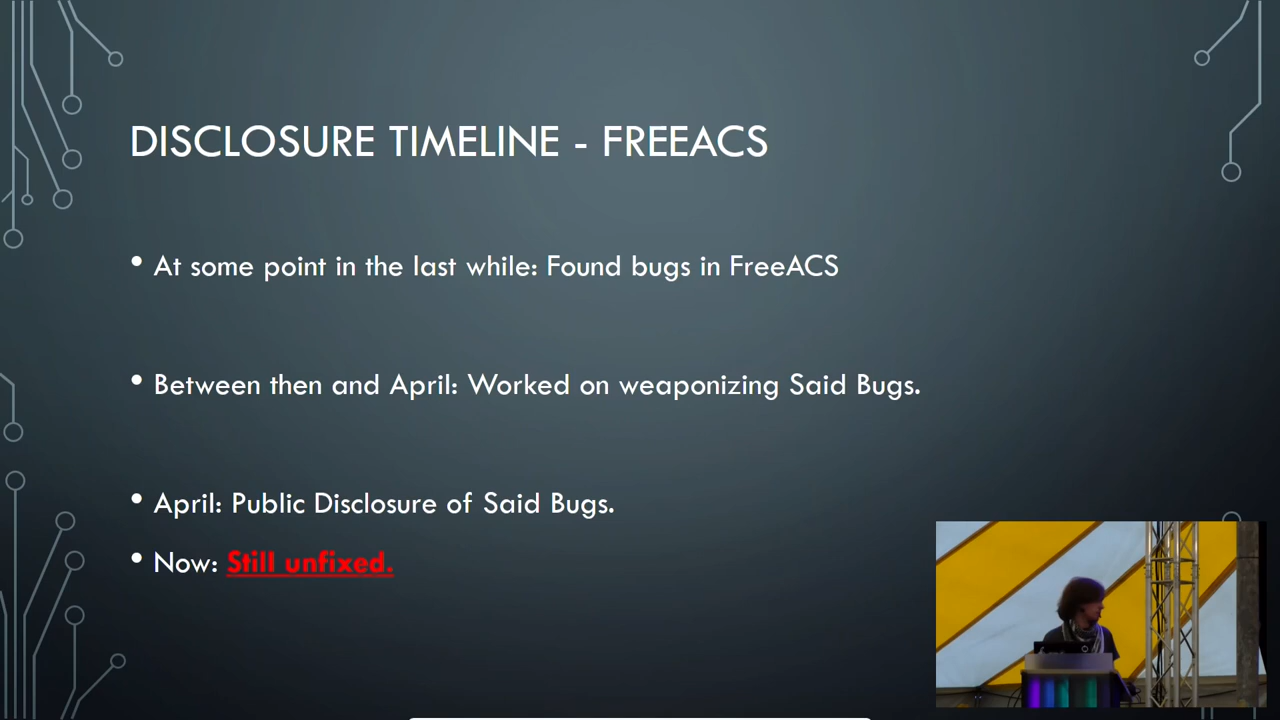 DISCLOSURE TIMELINE - FREEACS
• At some point in the last while: Found bugs in FreeACS
• Between then and April: Worked on weaponizing Said Bugs.
• April: Public Disclosure of Said Bugs.
• Now: Still unfixed.